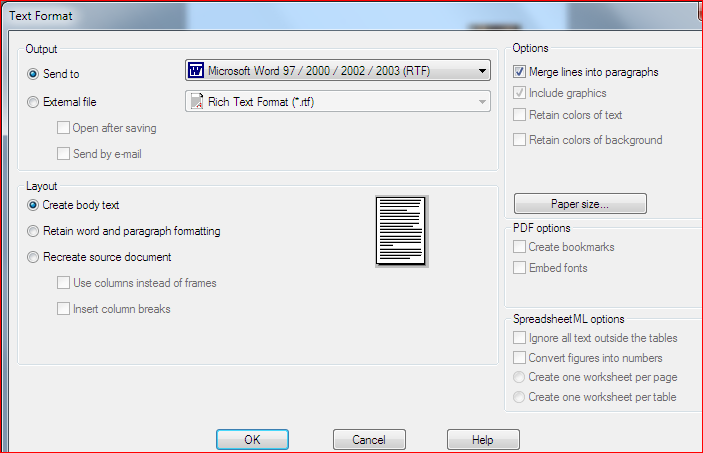 Text Format
Output
Send to
Microsoft Word 97 / 2000 / 2002 / 2003 (RTF)
External file
Rich Text Format (*.rtf)
Open after saving
Send by e-mail
Layout
Create body text
Retain word and paragraph formatting
Recreate source document
Use columns instead of frames
Insert column breaks
Options
Merge lines into paragraphs
Include graphics
Retain colors of text
Retain colors of background
Paper size...
PDF options
Create bookmarks
Embed fonts
SpreadsheetML options
Ignore all text outside the tables
Convert figures into numbers
Create one worksheet per page
Create one worksheet per table
OK
Cancel
Help